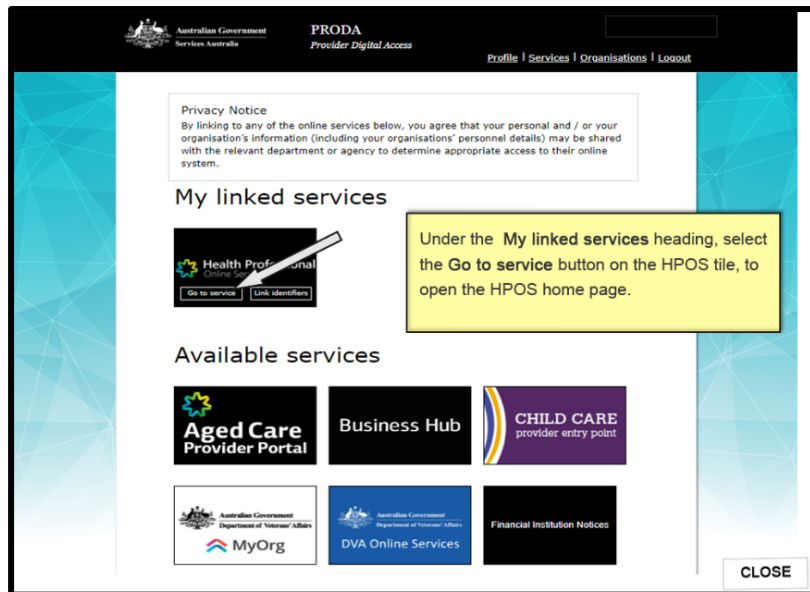 Australian Government
Services Australia
PRODA
Provider Digital Access
Profile | Services | Organisations | Logout
Privacy Notice
By linking to any of the online services below, you agree that your personal and / or your
organisation's information (including your organisations' personnel details) may be shared
with the relevant department or agency to determine appropriate access to their online
system.
My linked services
Health Professional
Online
Go to service
Link identifiers
Under the My linked services heading, select
the Go to service button on the HPOS tile, to
open the HPOS home page.
Available services
Aged Care
Provider Portal
Business Hub
CHILD CARE
provider entry point
Australian Government
Department of Veterans' Affairs
MyOrg
Australian Government
Department of Veterans' Affairs
DVA Online Services
Financial Institution Notices
CLOSE